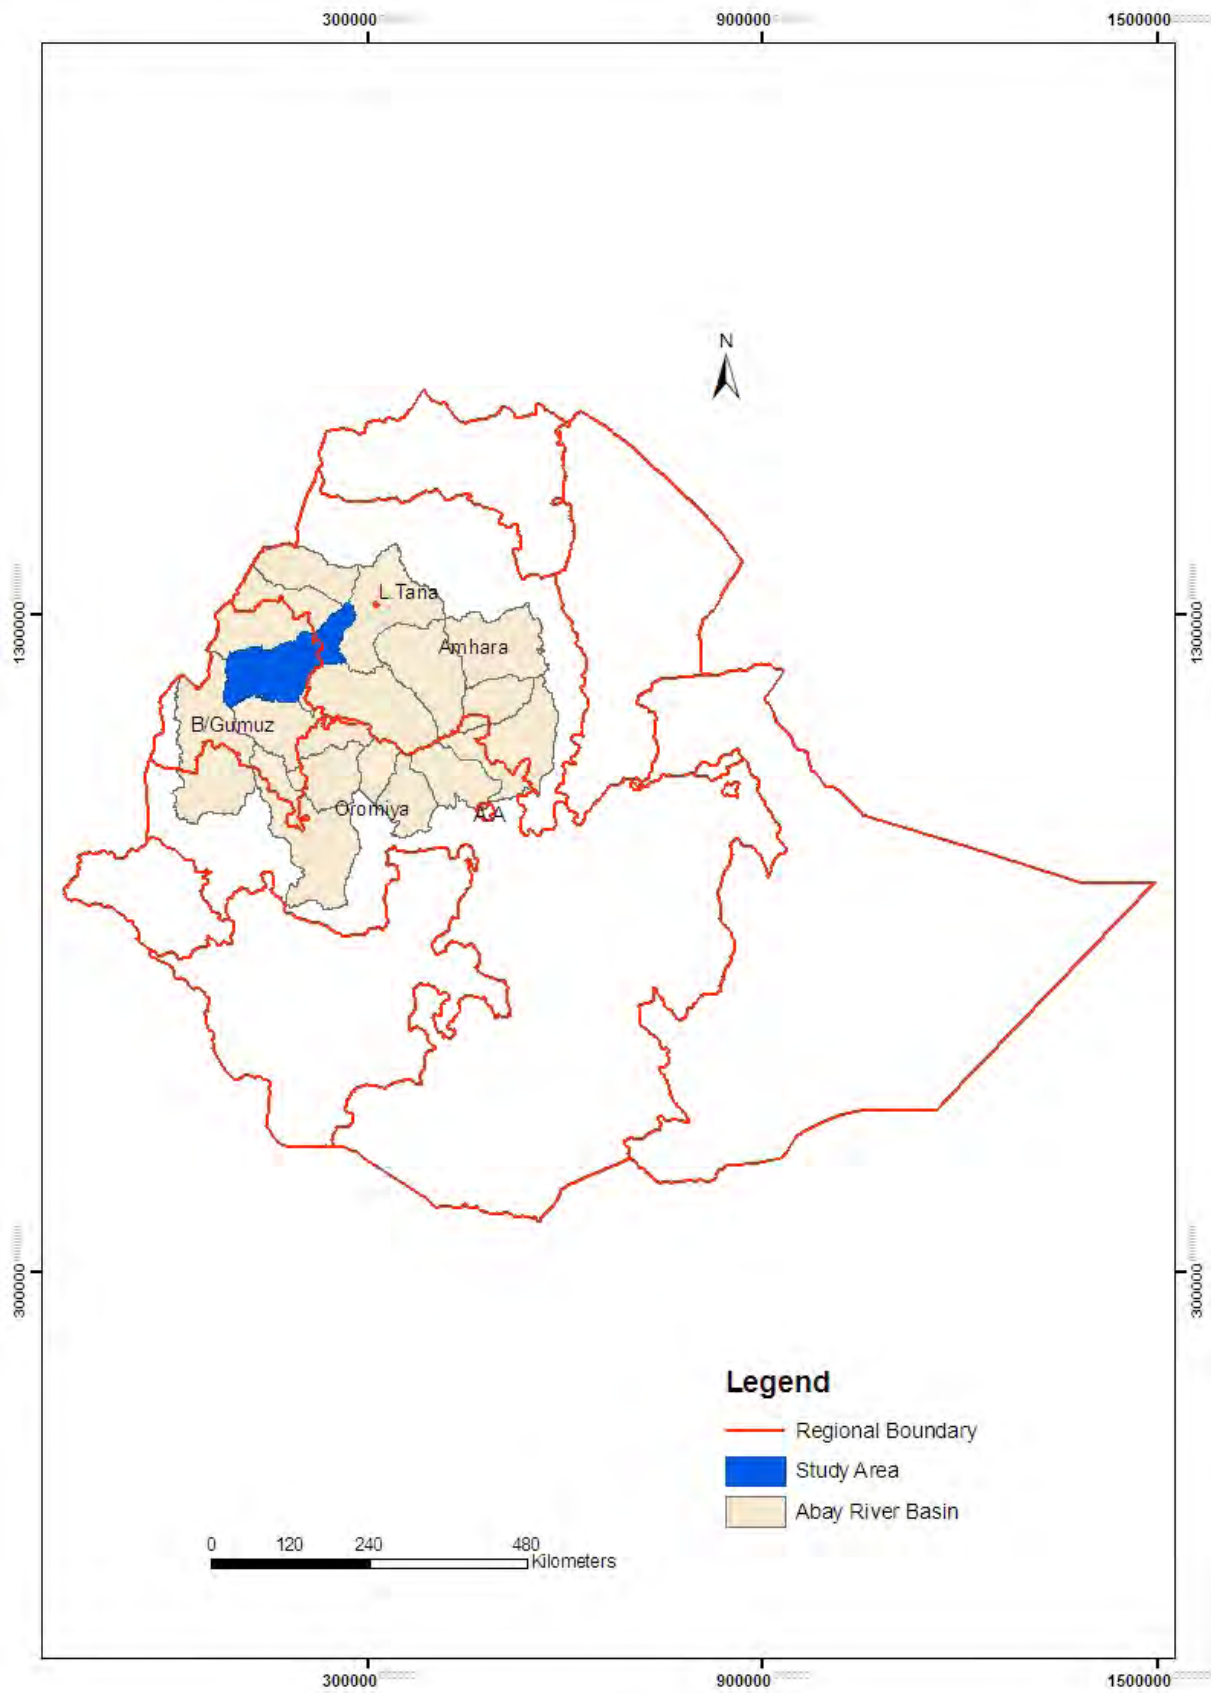 300000 900000 1500000
N
1300000 1300000
L.Tana
Amhara
B/Gumuz
Oromiya
A.A
300000 300000
Legend
Regional Boundary
Study Area
Abay River Basin
0 120 240 480
Kilometers
300000 900000 1500000